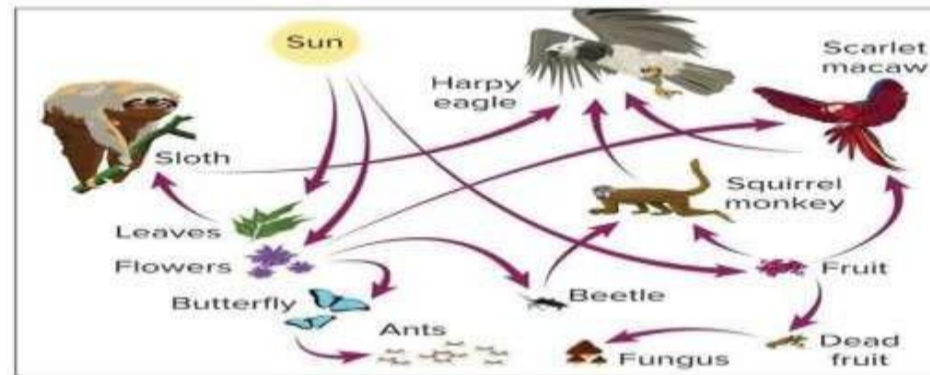 Sun
Harpy
eagle
Scarlet
macaw
Sloth
Squirrel
monkey
Leaves
Flowers
Fruit
Butterfly
Beetle
Ants
Fungus
Dead
fruit